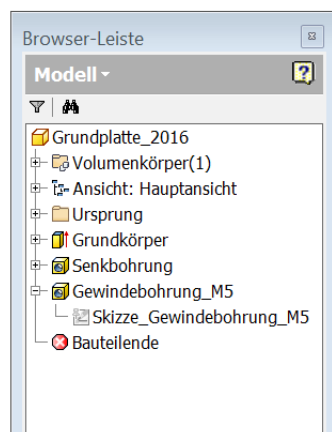 Browser-Leiste
Modell
Grundplatte_2016
Volumenkörper(1)
Ansicht: Hauptansicht
Ursprung
Grundkörper
Senkbohrung
Gewindebohrung_M5
Skizze_Gewindebohrung_M5
Bauteilende